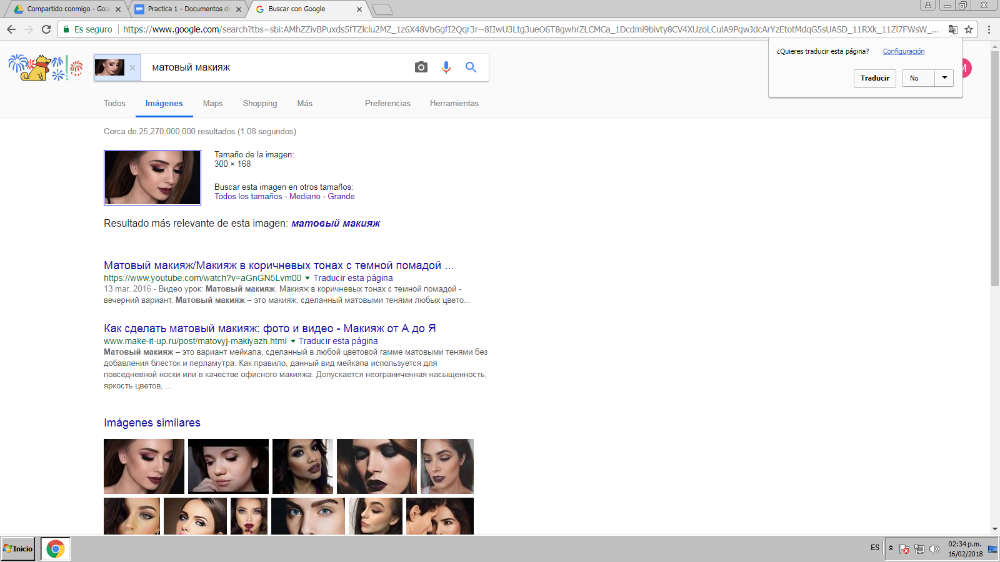 Compartido conmigo - Goo
Practica 1 - Documentos de
Buscar con Google
Es seguro
https://www.google.com/search?tbs=sbi:AMhZZivBPuxds5fTZlclu2MZ_1z6X48VbGgfI2Qqr3r--8IIwU3Ltg3ueO6T8gwhrZLCMCa_1Dcdmi9bivty8CV4XUzoLCulA9PqwJdcArYzEtotMdqG5sUASD_11RXk_11Zl7FWsW_...
¿Quieres traducir esta página? Configuración
Traducir No
матовый макияж
M
Todos Imágenes Maps Shopping Más Preferencias Herramientas
Cerca de 25,270,000,000 resultados (1.08 segundos)
Tamaño de la imagen:
300 × 168
Buscar esta imagen en otros tamaños:
Todos los tamaños - Mediano - Grande
Resultado más relevante de esta imagen: матовый макияж
Матовый макияж/Макияж в коричневых тонах с темной помадой ...
https://www.youtube.com/watch?v=aGnGN5Lvm00 Traducir esta página
13 mar. 2016 - Видео урок: Матовый макияж. Макияж в коричневых тонах с темной помадой -
вечерний вариант. Матовый макияж – это макияж, сделанный матовыми тенями любых цвето...
Как сделать матовый макияж: фото и видео - Макияж от А до Я
www.make-it-up.ru/post/matovyj-makiyazh.html Traducir esta página
Матовый макияж – это вариант мейкапа, сделанный в любой цветовой гамме матовыми тенями без
добавления блесток и перламутра. Как правило, данный вид мейкапа используется для
повседневной носки или в качестве офисного макияжа. Допускается неограниченная насыщенность,
яркость цветов, ...
Imágenes similares
Inicio
ES
02:34 p.m.
16/02/2018